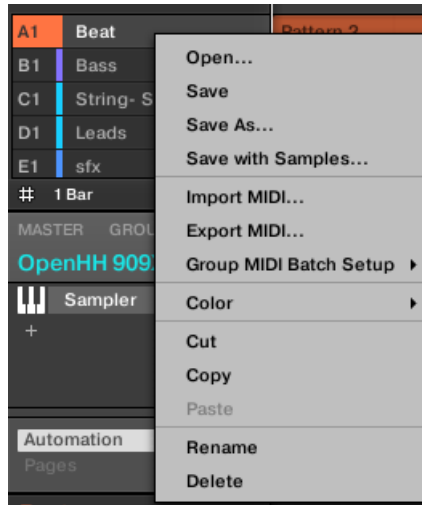 A1 Beat
Pattern 2
B1 Bass
C1 String- S
D1 Leads
E1 sfx
1 Bar
MASTER GROU
OpenHH 909
Sampler
+
Automation
Pages
Open...
Save
Save As...
Save with Samples...
Import MIDI...
Export MIDI...
Group MIDI Batch Setup
Color
Cut
Copy
Paste
Rename
Delete